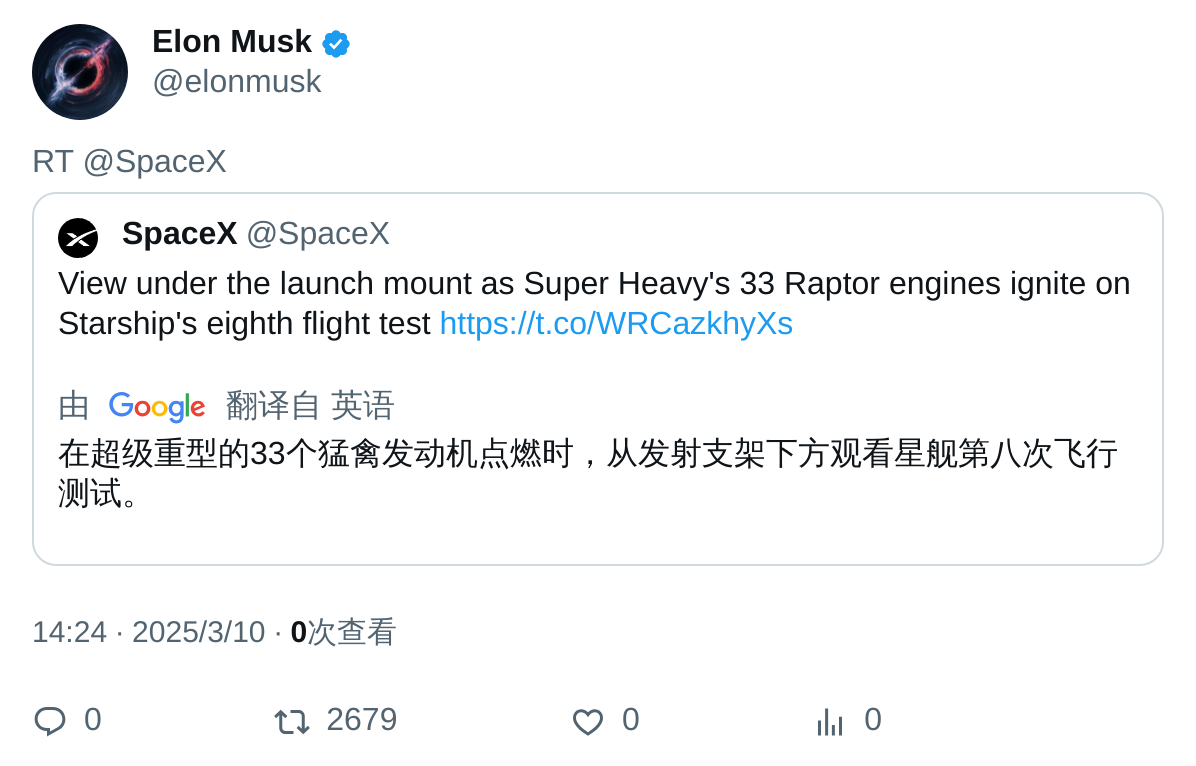 Elon Musk
@elonmusk
RT @SpaceX
SpaceX @SpaceX
View under the launch mount as Super Heavy's 33 Raptor engines ignite on
Starship's eighth flight test https://t.co/WRCazkhyXs
由 Google 翻译自 英语
在超级重型的33个猛禽发动机点燃时，从发射支架下方观看星舰第八次飞行
测试。
14:24 · 2025/3/10 · 0次查看
0 2679 0 0